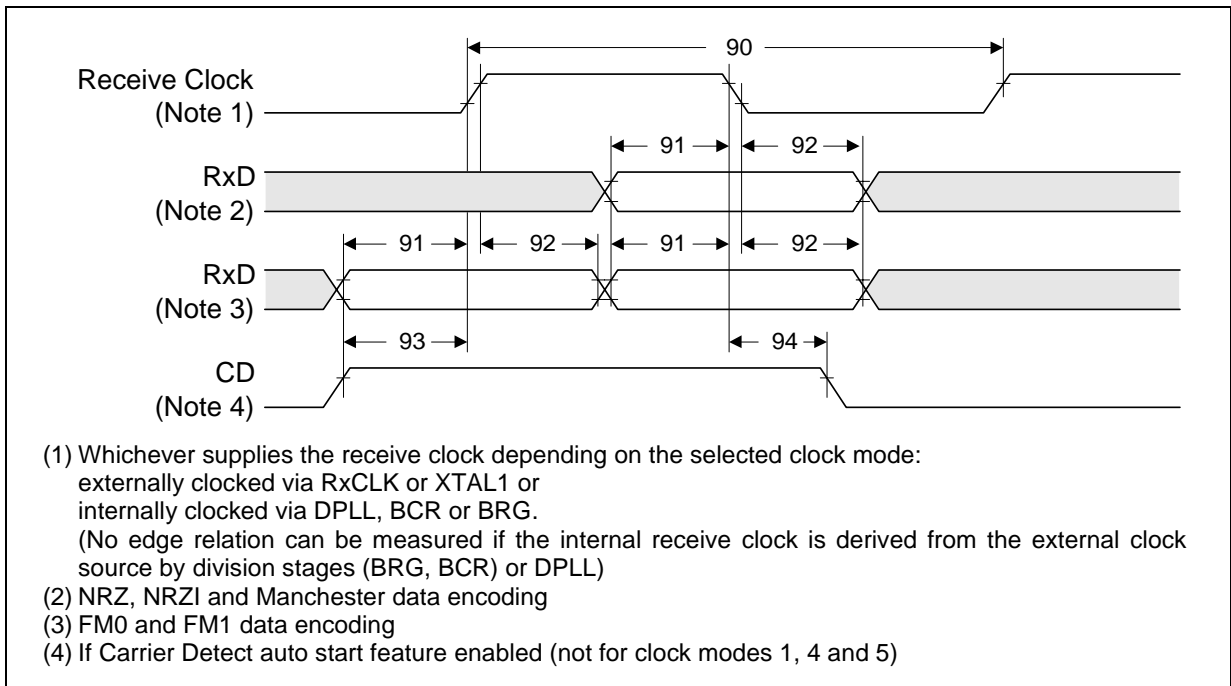 90
Receive Clock
(Note 1)
91 92
RxD
(Note 2)
91 92 91 92
RxD
(Note 3)
93 94
CD
(Note 4)
(1) Whichever supplies the receive clock depending on the selected clock mode:
externally clocked via RxCLK or XTAL1 or
internally clocked via DPLL, BCR or BRG.
(No edge relation can be measured if the internal receive clock is derived from the external clock
source by division stages (BRG, BCR) or DPLL)
(2) NRZ, NRZI and Manchester data encoding
(3) FM0 and FM1 data encoding
(4) If Carrier Detect auto start feature enabled (not for clock modes 1, 4 and 5)